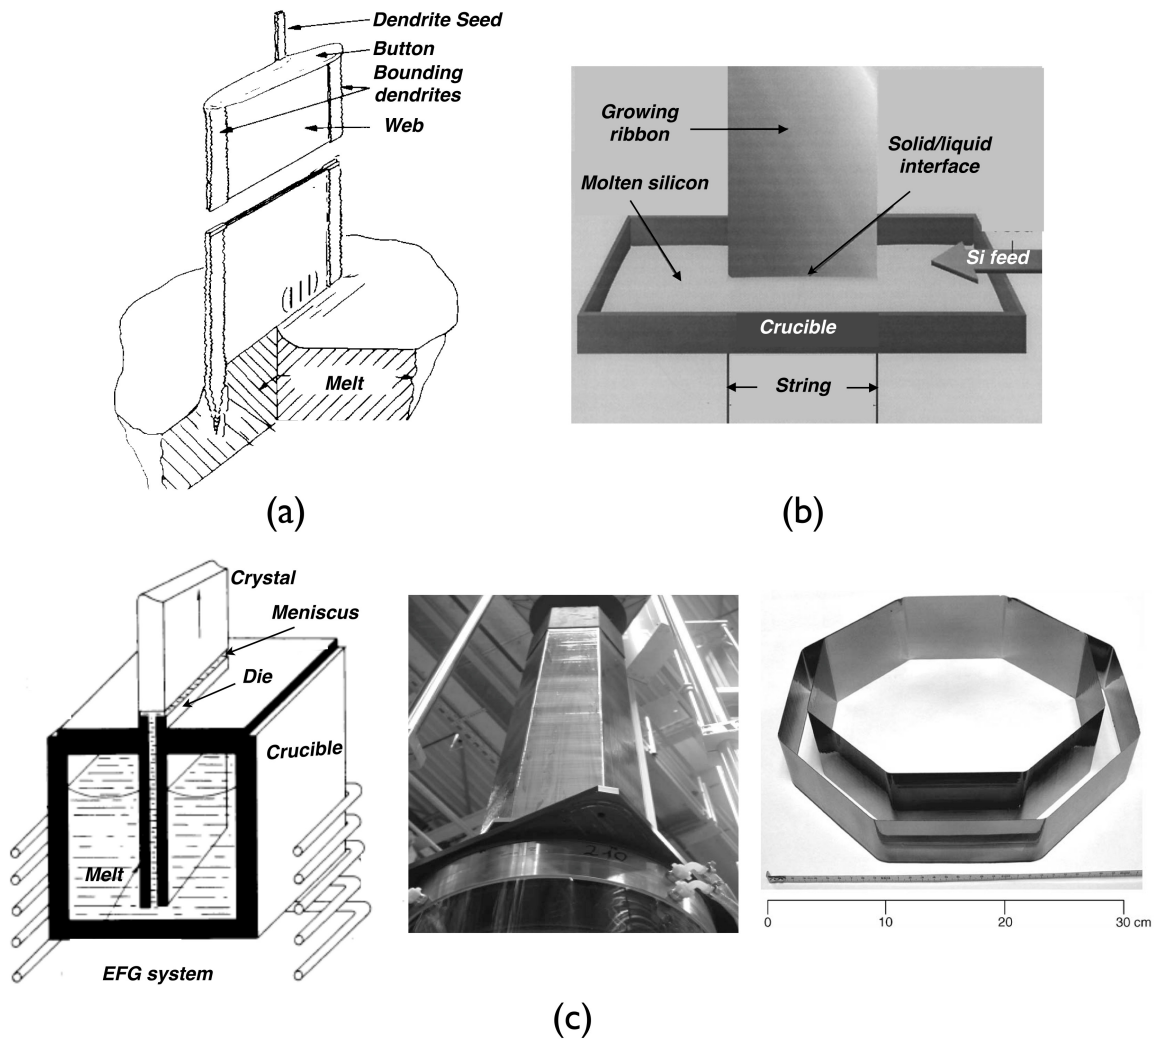 Dendrite Seed
Button
Bounding
dendrites
Web
Melt
(a)
Growing
ribbon
Solid/liquid
interface
Molten silicon
Si feed
Crucible
String
(b)
Crystal
Meniscus
Die
Crucible
Melt
EFG system
210
0
10
20
30 cm
(c)